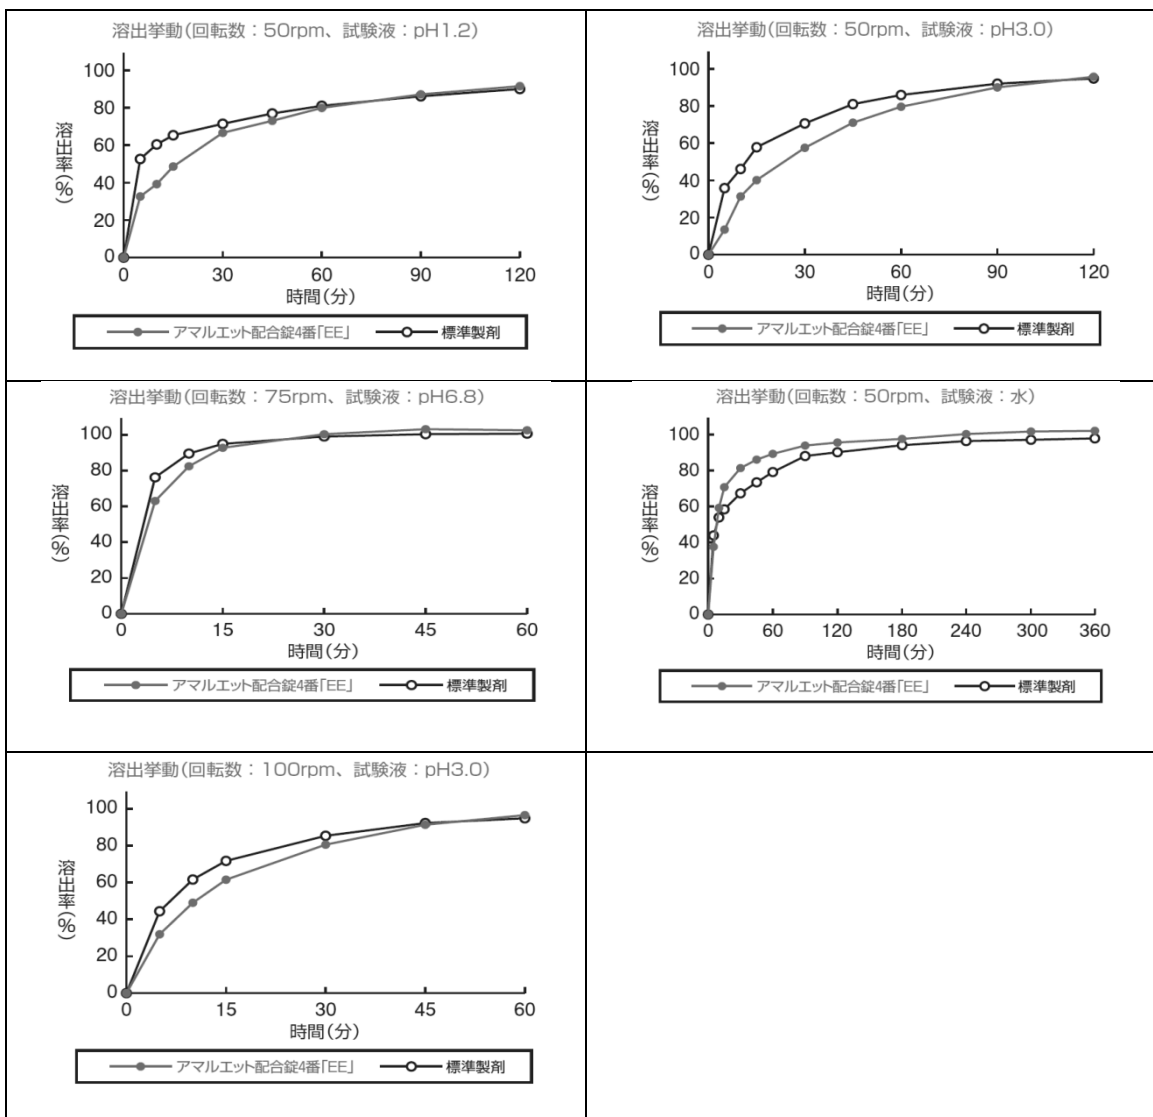 溶出挙動(回転数：50rpm、試験液：pH1.2)
溶出率(%)
100
80
60
40
20
0
0 30 60 90 120
時間(分)
アマルエット配合錠4番「EE」 標準製剤
溶出挙動(回転数：50rpm、試験液：pH3.0)
溶出率(%)
100
80
60
40
20
0
0 30 60 90 120
時間(分)
アマルエット配合錠4番「EE」 標準製剤
溶出挙動(回転数：75rpm、試験液：pH6.8)
溶出率(%)
100
80
60
40
20
0
0 15 30 45 60
時間(分)
アマルエット配合錠4番「EE」 標準製剤
溶出挙動(回転数：50rpm、試験液：水)
溶出率(%)
100
80
60
40
20
0
0 60 120 180 240 300 360
時間(分)
アマルエット配合錠4番「EE」 標準製剤
溶出挙動(回転数：100rpm、試験液：pH3.0)
溶出率(%)
100
80
60
40
20
0
0 15 30 45 60
時間(分)
アマルエット配合錠4番「EE」 標準製剤